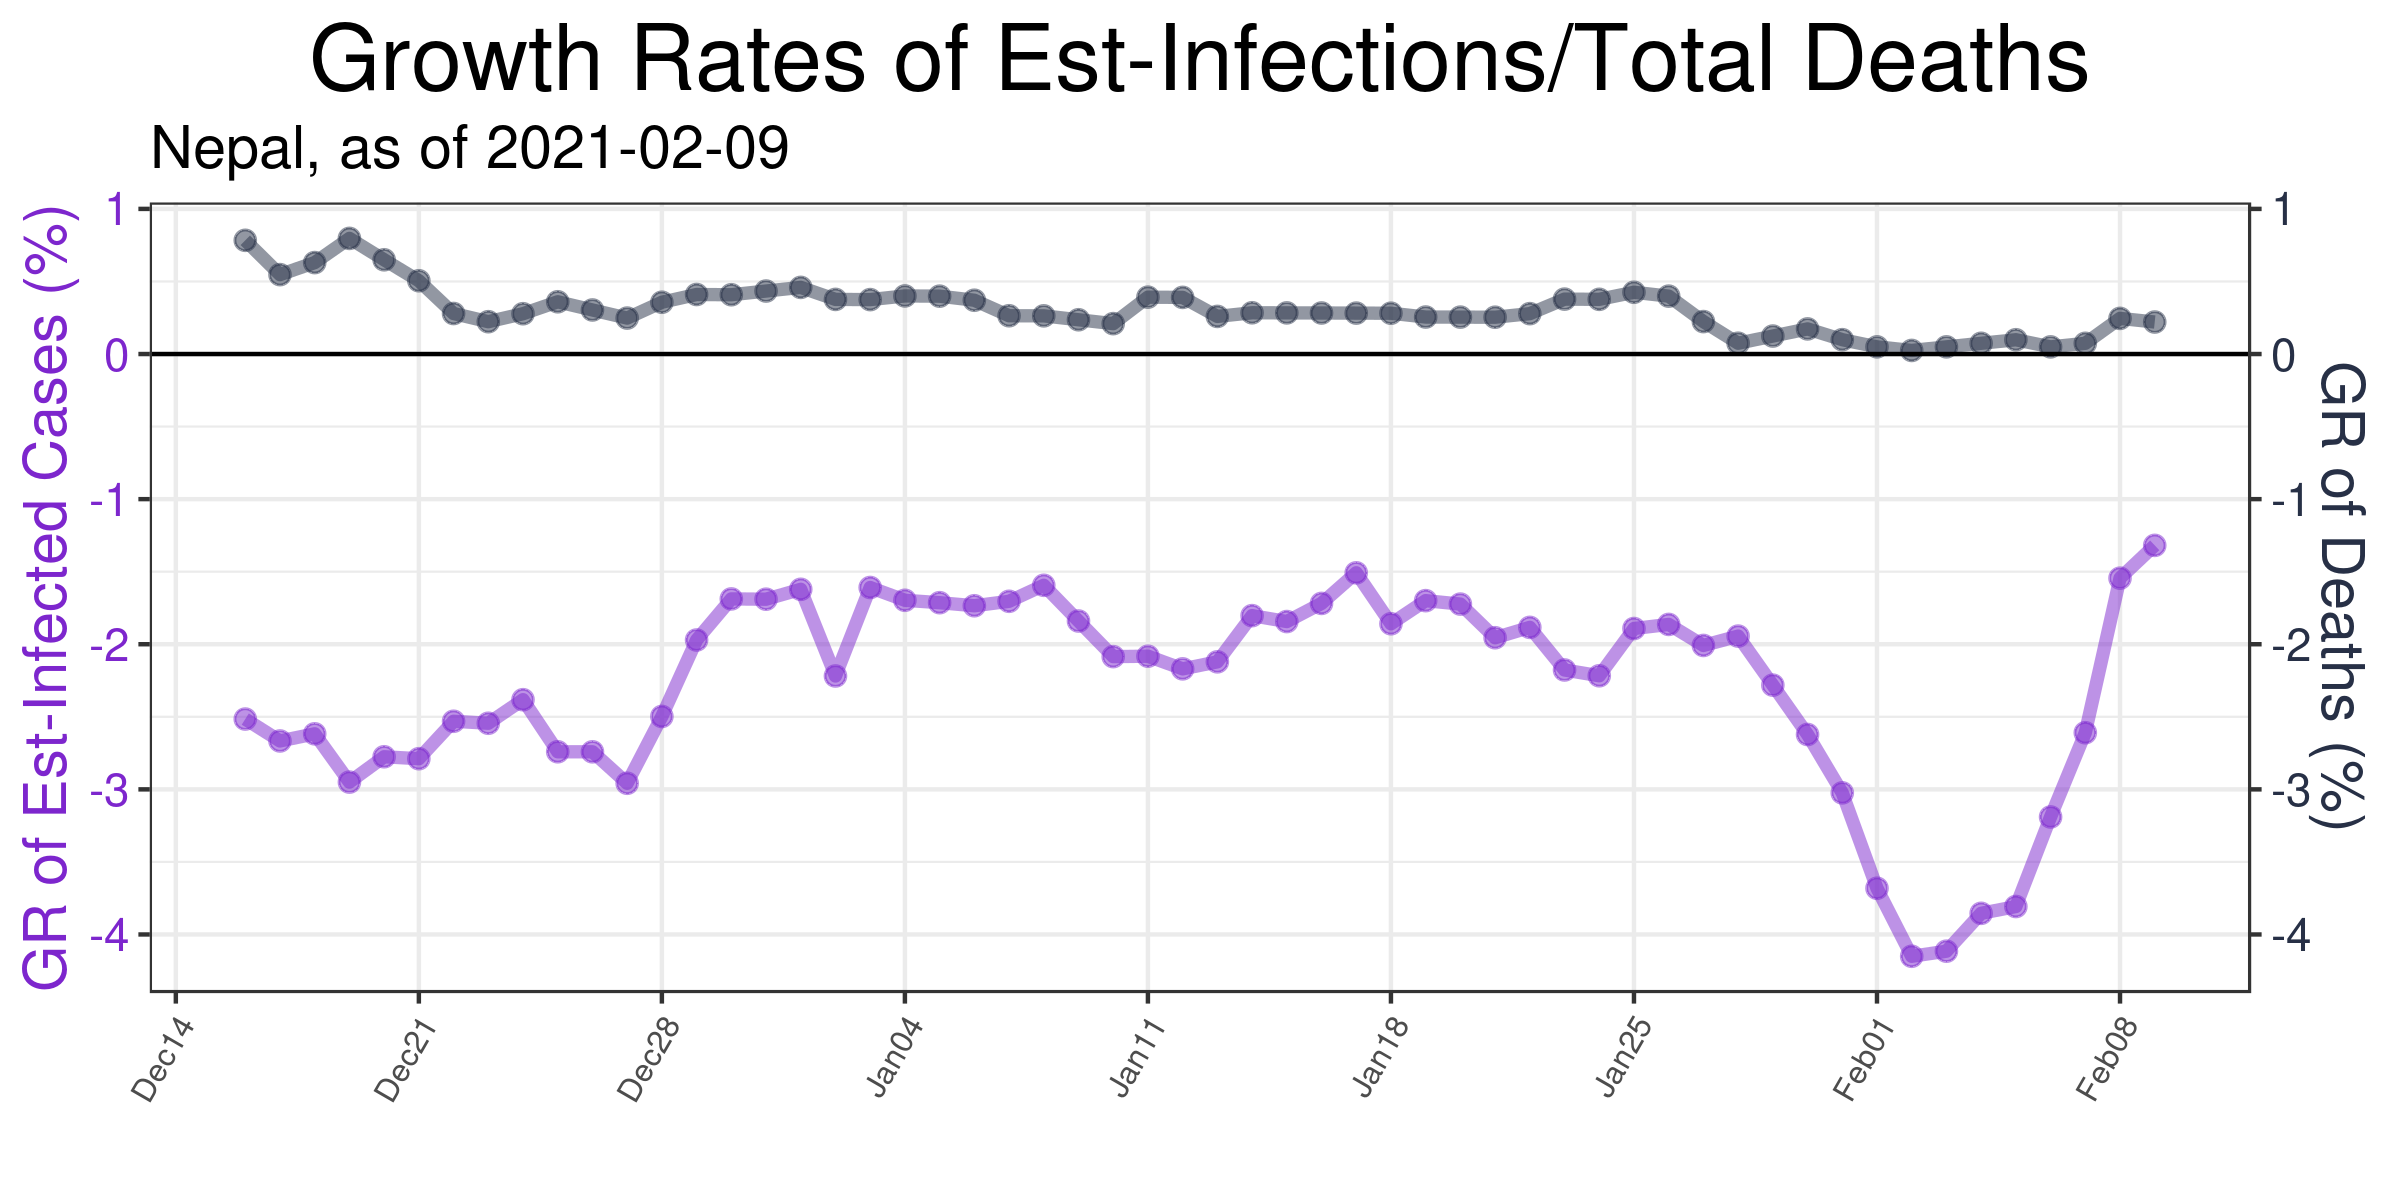 Growth Rates of Est-Infections/Total Deaths
Nepal, as of 2021-02-09
GR of Est-Infected Cases (%)
1
0
-1
-2
-3
-4
1
0
-1
-2
-3
-4
GR of Deaths (%)
Dec14
Dec21
Dec28
Jan04
Jan11
Jan18
Jan25
Feb01
Feb08